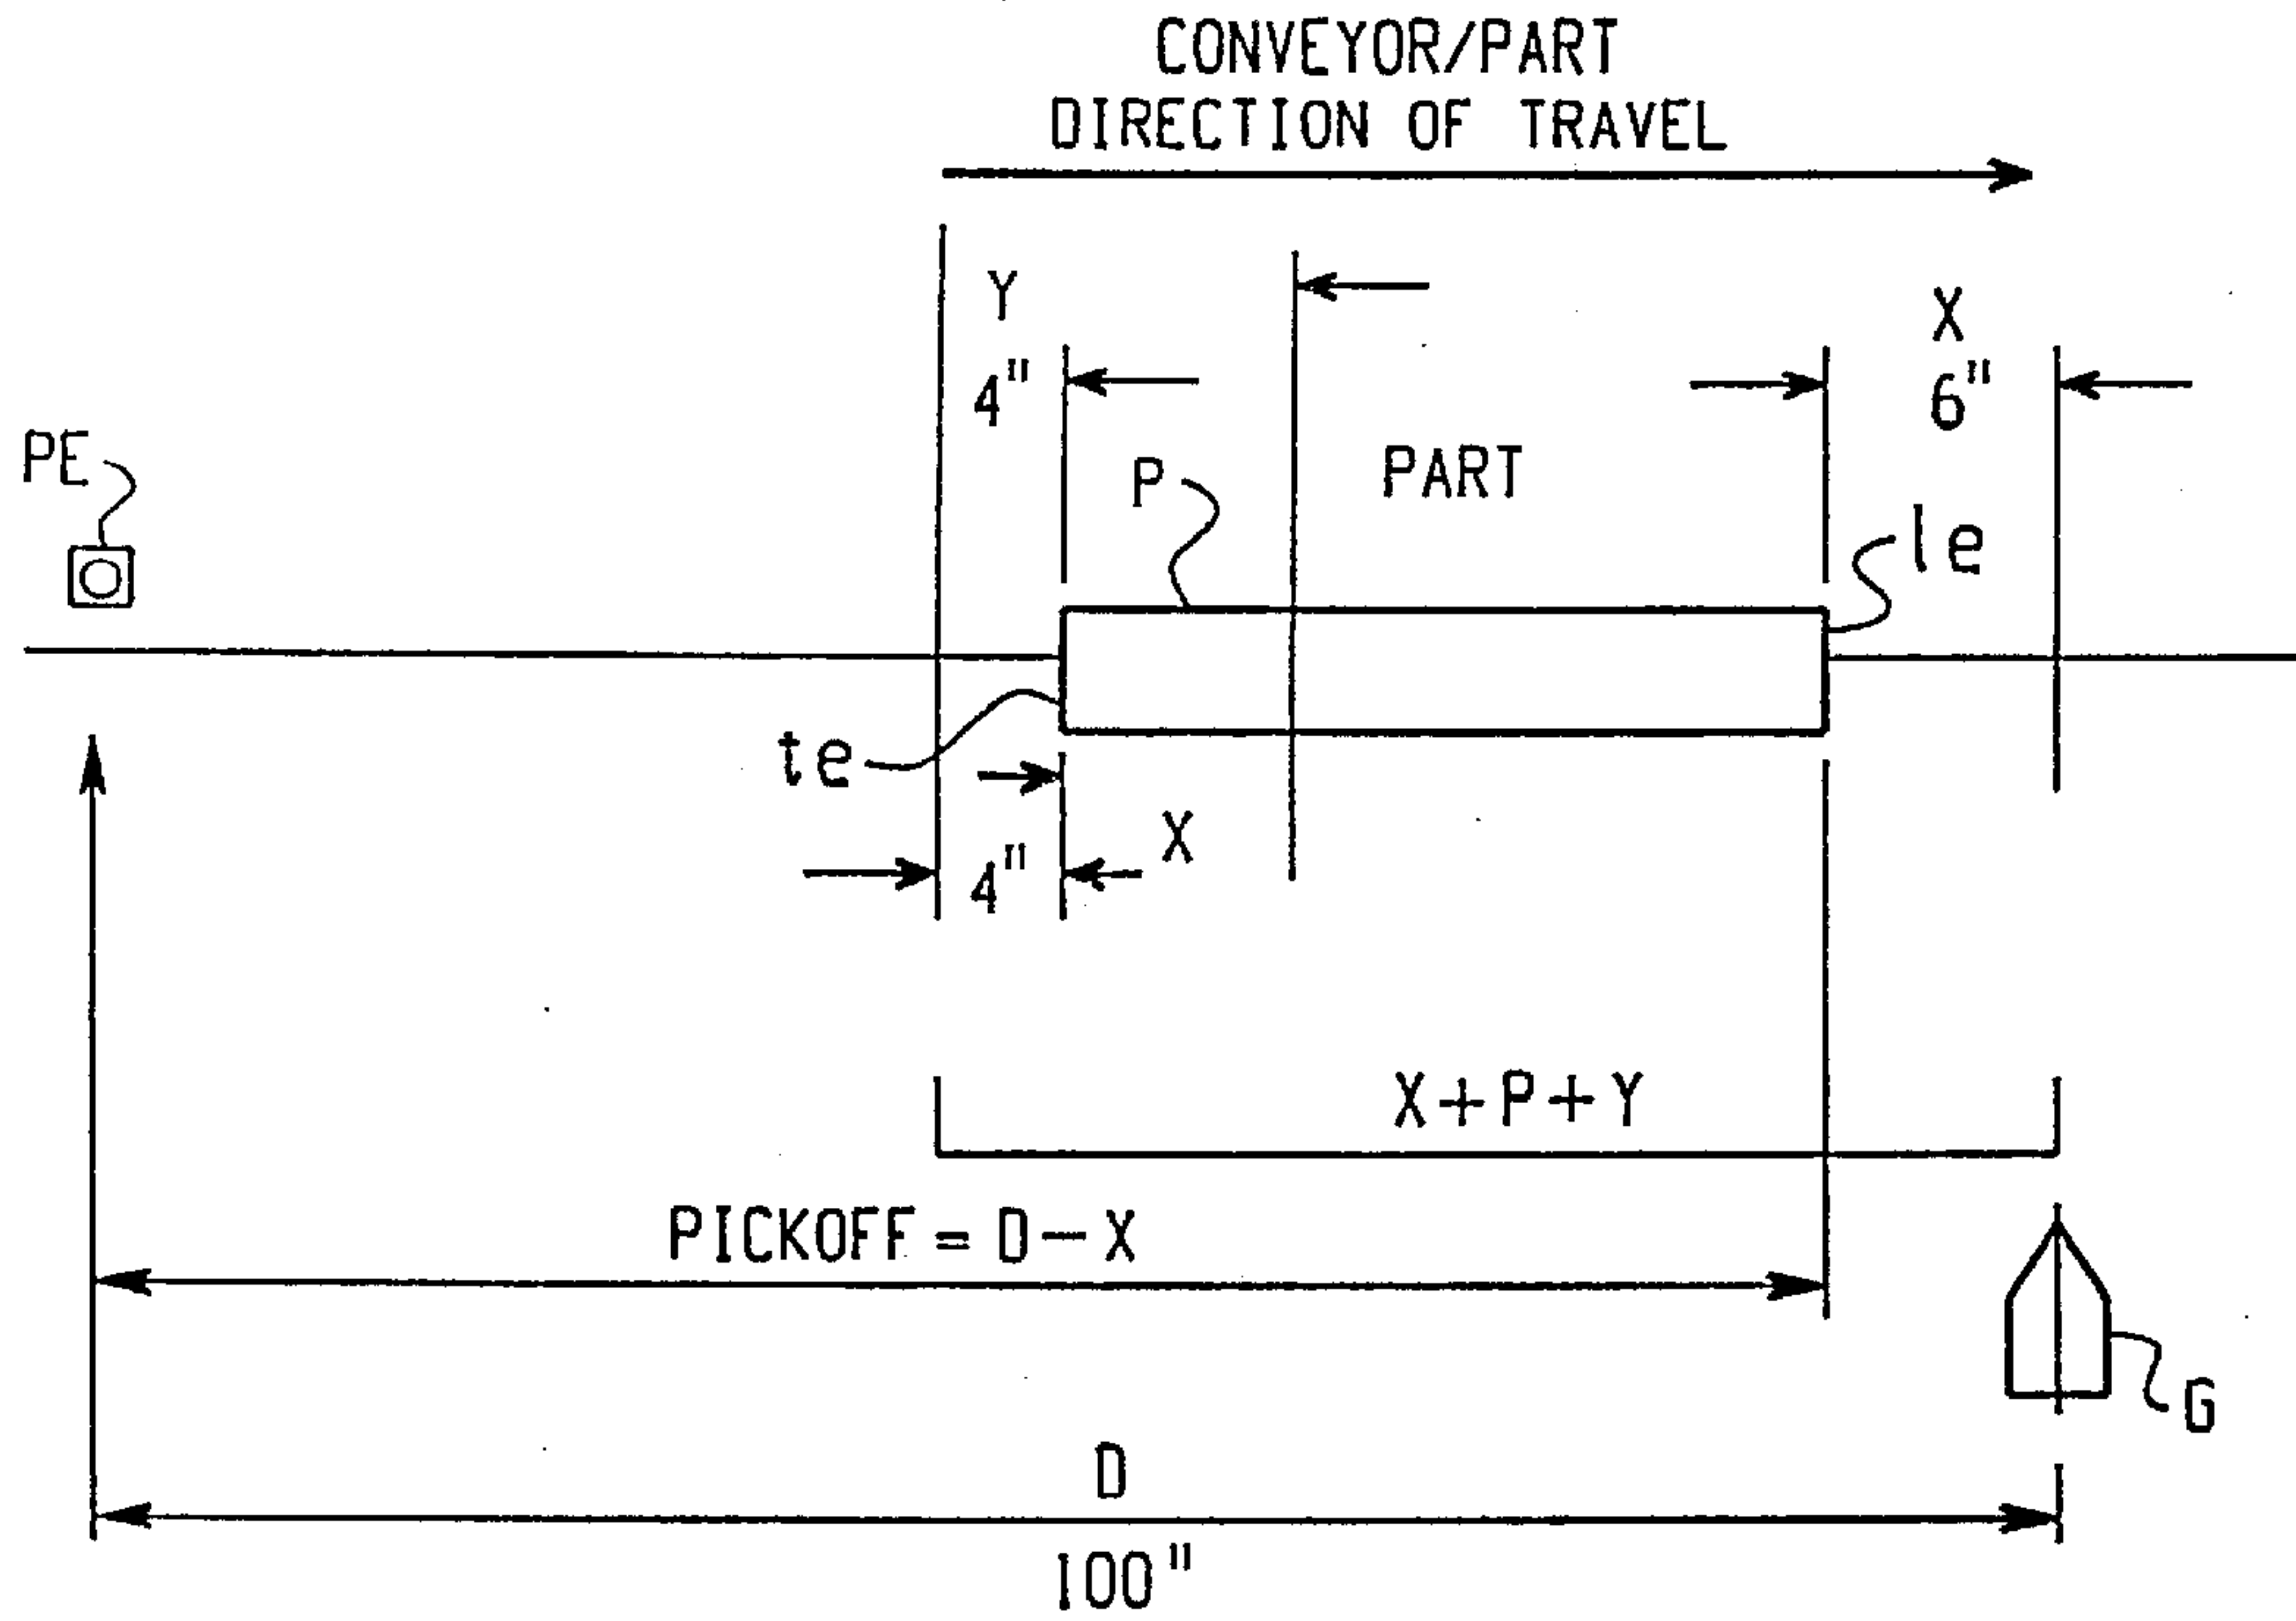 CONVEYOR/PART
DIRECTION OF TRAVEL
Y
4"
X
6"
PE
P
PART
le
te
X
4"
X+P+Y
PICKOFF = D-X
G
D
100"